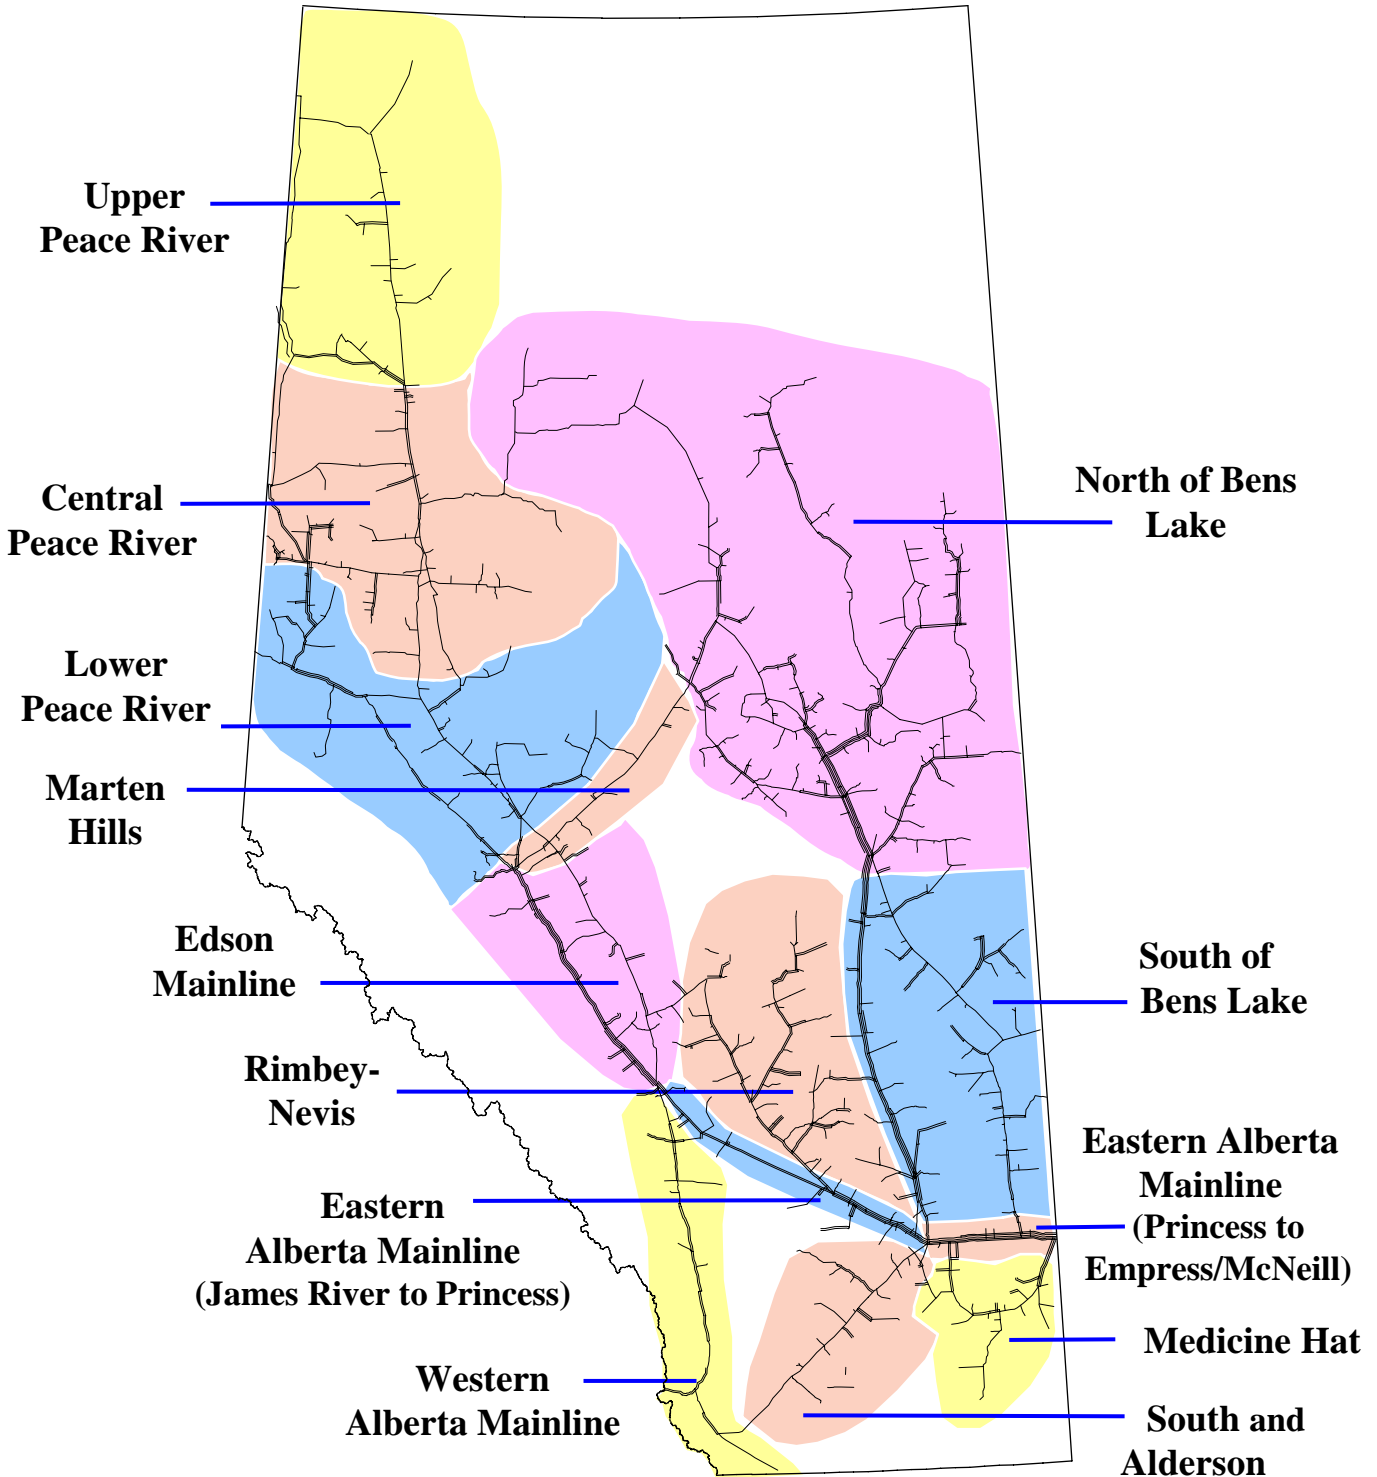 Upper
Peace River
Central
Peace River
Lower
Peace River
Marten
Hills
Edson
Mainline
Rimbey-
Nevis
Eastern
Alberta Mainline
(James River to Princess)
Western
Alberta Mainline
North of Bens
Lake
South of
Bens Lake
Eastern Alberta
Mainline
(Princess to
Empress/McNeill)
Medicine Hat
South and
Alderson